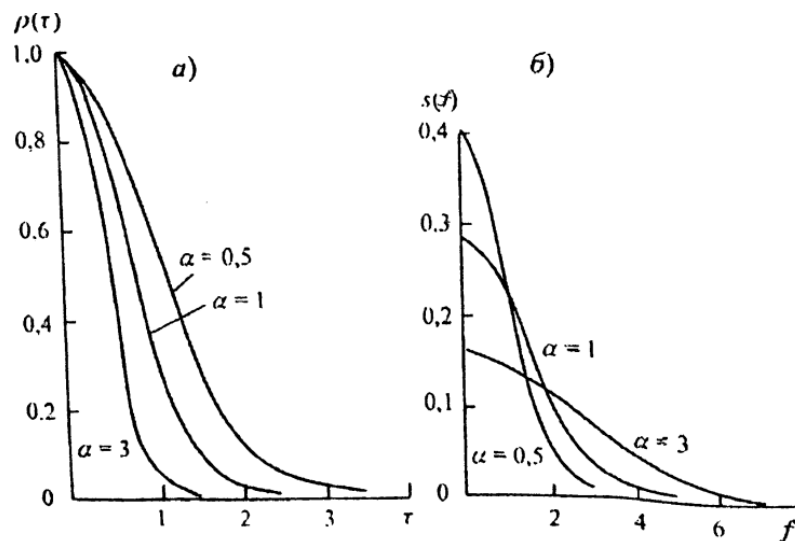 ρ(τ)
а)
1,0
0,8
0,6
0,4
0,2
0
α = 0,5
α = 1
α = 3
1
2
3
τ
б)
s(f)
0,4
0,3
0,2
0,1
0
α = 1
α = 3
α = 0,5
2
4
6
f